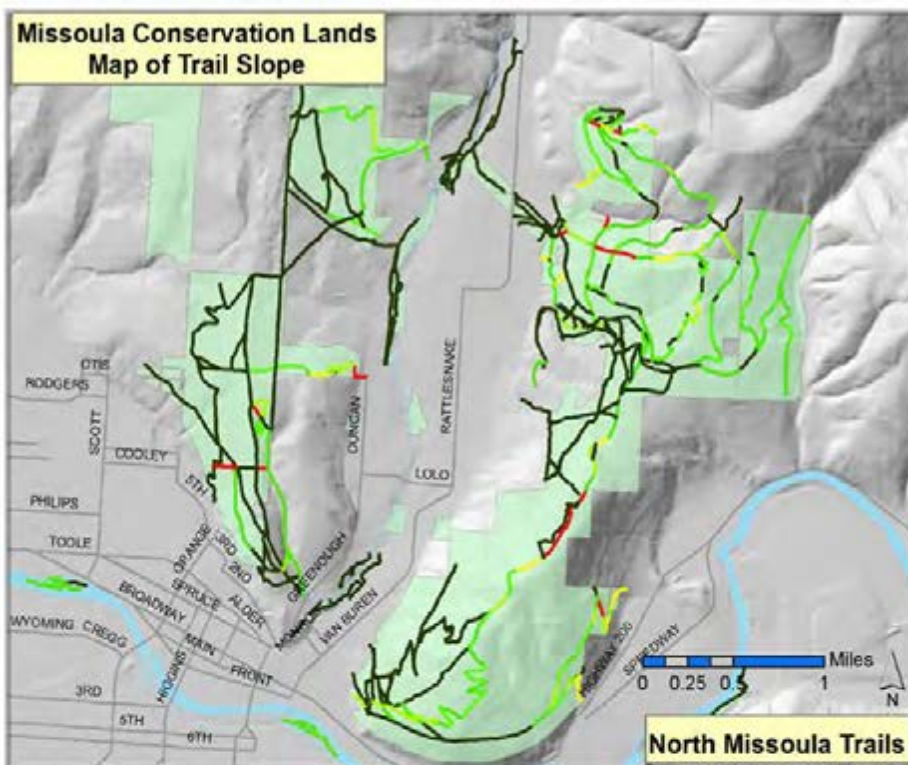 Missoula Conservation Lands
Map of Trail Slope
OTIS
RODGERS
SCOTT
DUNCAN
RATTLESNAKE
COOLEY
LOLO
5TH
PHILIPS
TOOLE
ORANGE
3RD
2ND
GREENOUGH
SPRUCE
ALDER
BROADWAY
VAN BUREN
WYOMING
CREGG
MAIN
FRONT
HIGGINS
HIGHWAY 200
SPEEDWAY
Miles
0 0.25 0.5 1
3RD
5TH
6TH
N
North Missoula Trails